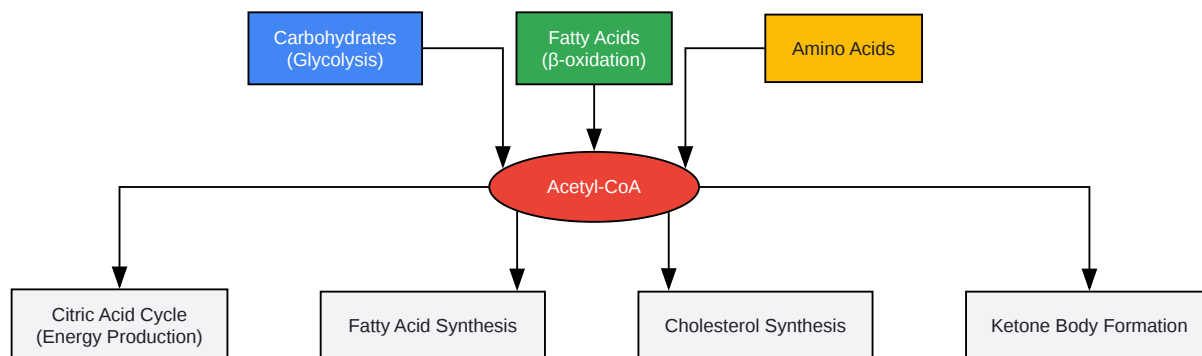 Carbohydrates
(Glycolysis)
Fatty Acids
(β-oxidation)
Amino Acids
Acetyl-CoA
Citric Acid Cycle
(Energy Production)
Fatty Acid Synthesis
Cholesterol Synthesis
Ketone Body Formation